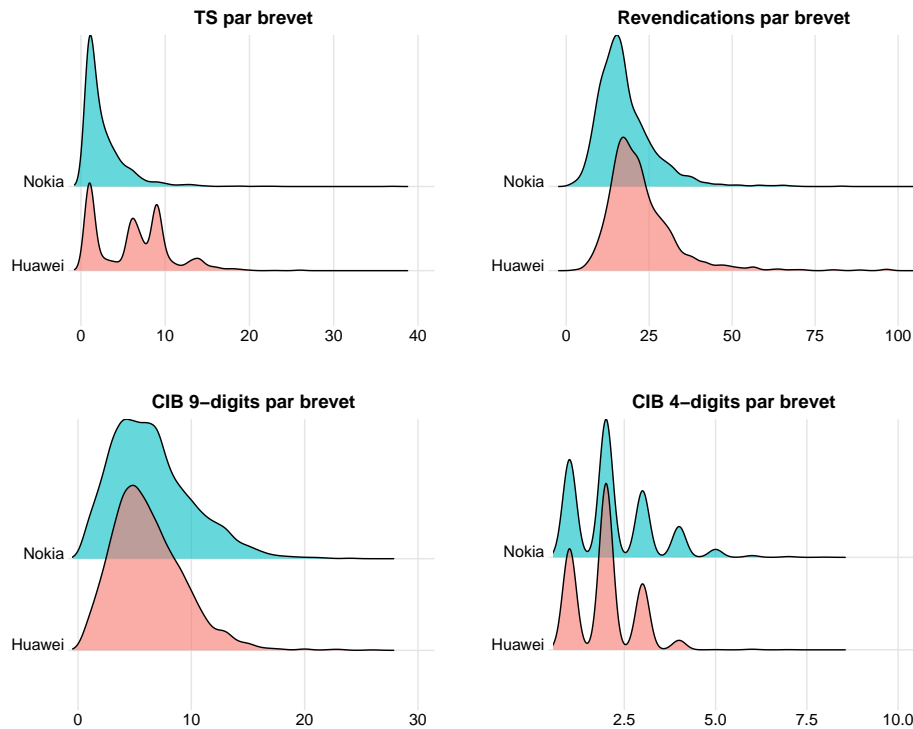 TS par brevet
Nokia
Huawei
0 10 20 30 40
Revendications par brevet
Nokia
Huawei
0 25 50 75 100
CIB 9−digits par brevet
Nokia
Huawei
0 10 20 30
CIB 4−digits par brevet
Nokia
Huawei
2.5 5.0 7.5 10.0